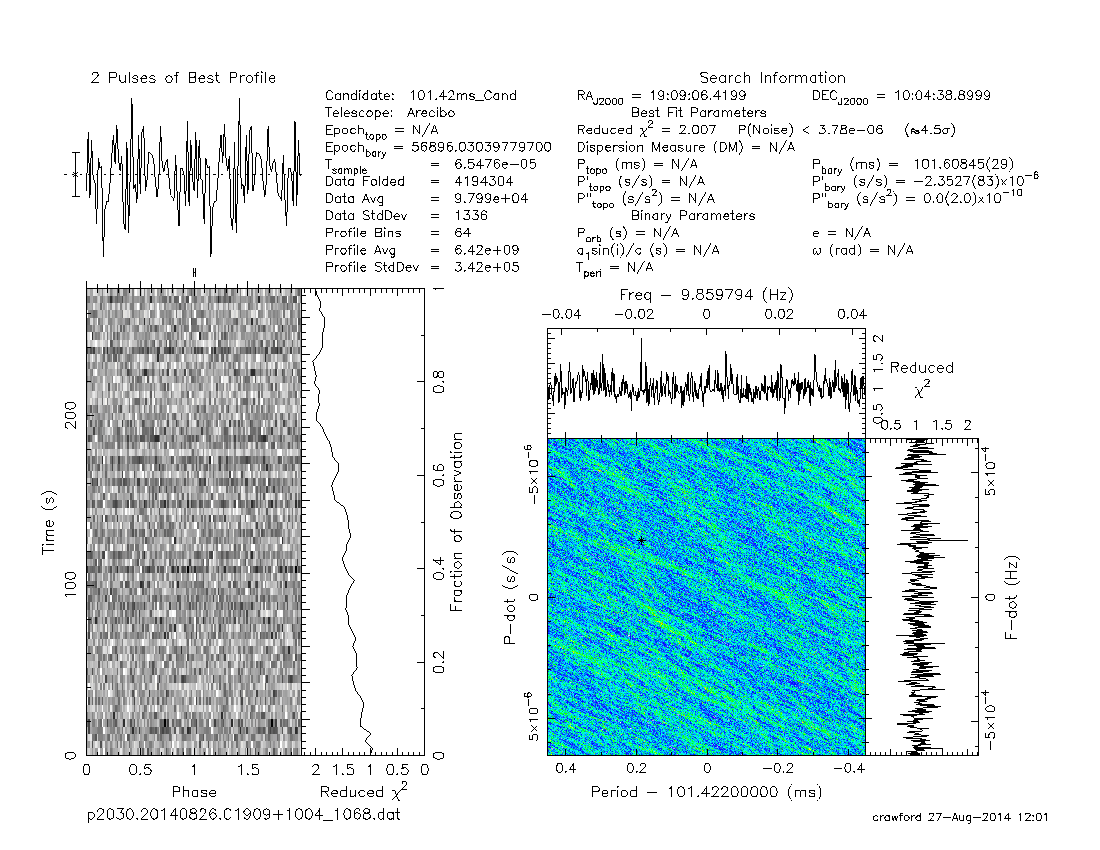 2 Pulses of Best Profile
Candidate: 101.42ms_Cand
Telescope: Arecibo
Epoch_topo = N/A
Epoch_bary = 56896.03039779700
T_sample = 6.5476e-05
Data Folded = 4194304
Data Avg = 9.799e+04
Data StdDev = 1336
Profile Bins = 64
Profile Avg = 6.42e+09
Profile StdDev = 3.42e+05
Search Information
RA_J2000 = 19:09:06.4199 DEC_J2000 = 10:04:38.8999
Best Fit Parameters
Reduced χ² = 2.007 P(Noise) < 3.78e-06 (≈4.5σ)
Dispersion Measure (DM) = N/A
P_topo (ms) = N/A P_bary (ms) = 101.60845(29)
P'_topo (s/s) = N/A P'_bary (s/s) = -2.3527(83)×10⁻⁶
P''_topo (s/s²) = N/A P''_bary (s/s²) = 0.0(2.0)×10⁻¹⁰
Binary Parameters
P_orb (s) = N/A e = N/A
a₁sin(i)/c (s) = N/A ω (rad) = N/A
T_peri = N/A
Time (s)
0 100 200
0 0.5 1 1.5
Phase
2 1.5 1 0.5 0
Reduced χ²
0 0.2 0.4 0.6 0.8 1
Fraction of Observation
Freq - 9.859794 (Hz)
-0.04 -0.02 0 0.02 0.04
0.5 1 1.5 2
Reduced
χ²
0.5 1 1.5 2
P-dot (s/s)
-5×10⁻⁶ 0 5×10⁻⁶
5×10⁻⁴ 0 -5×10⁻⁴
F-dot (Hz)
0.4 0.2 0 -0.2 -0.4
Period - 101.42200000 (ms)
p2030.20140826.C1909+1004_1068.dat
crawford 27-Aug-2014 12:01